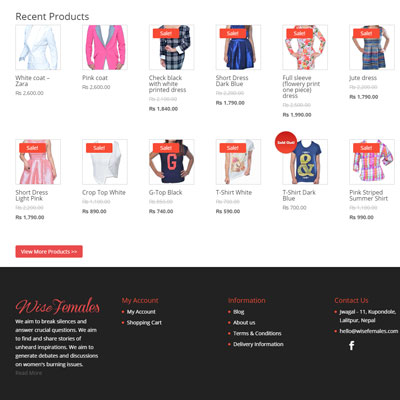 Recent Products
Sale!
Sale!
Sale!
Sale!
White coat –
Zara
₨ 2,600.00
Pink coat
₨ 2,600.00
Check black
with white
printed dress
₨ 2,100.00
₨ 1,840.00
Short Dress
Dark Blue
₨ 2,200.00
₨ 1,790.00
Full sleeve
(flowery print
one piece)
dress
₨ 2,500.00
₨ 1,990.00
Jute dress
₨ 2,200.00
₨ 1,790.00
Sale!
Sale!
Sale!
Sale!
Sold Out!
Sale!
Short Dress
Light Pink
₨ 2,200.00
₨ 1,790.00
Crop Top White
₨ 1,100.00
₨ 890.00
G-Top Black
₨ 950.00
₨ 740.00
T-Shirt White
₨ 750.00
₨ 590.00
T-Shirt Dark
Blue
₨ 700.00
Pink Striped
Summer Shirt
₨ 990.00
View More Products >>
WiseFemales
We aim to break silences and
answer crucial questions. We aim
to find and share stories of
unheard inspirations. We aim to
generate debates and discussions
on women's burning issues.
Read More
My Account
My Account
Shopping Cart
Information
Blog
About us
Terms & Conditions
Delivery Information
Contact Us
Jwagal - 11, Kupondole,
Lalitpur, Nepal
hello@wisefemales.com